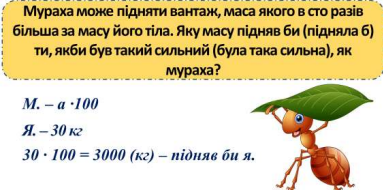 Мураха може підняти вантаж, маса якого в сто разів
більша за масу його тіла. Яку масу підняв би (підняла б)
ти, якби був такий сильний (була така сильна), як
мураха?
М. – а ·100
Я. – 30 кг
30 · 100 = 3000 (кг) – підняв би я.